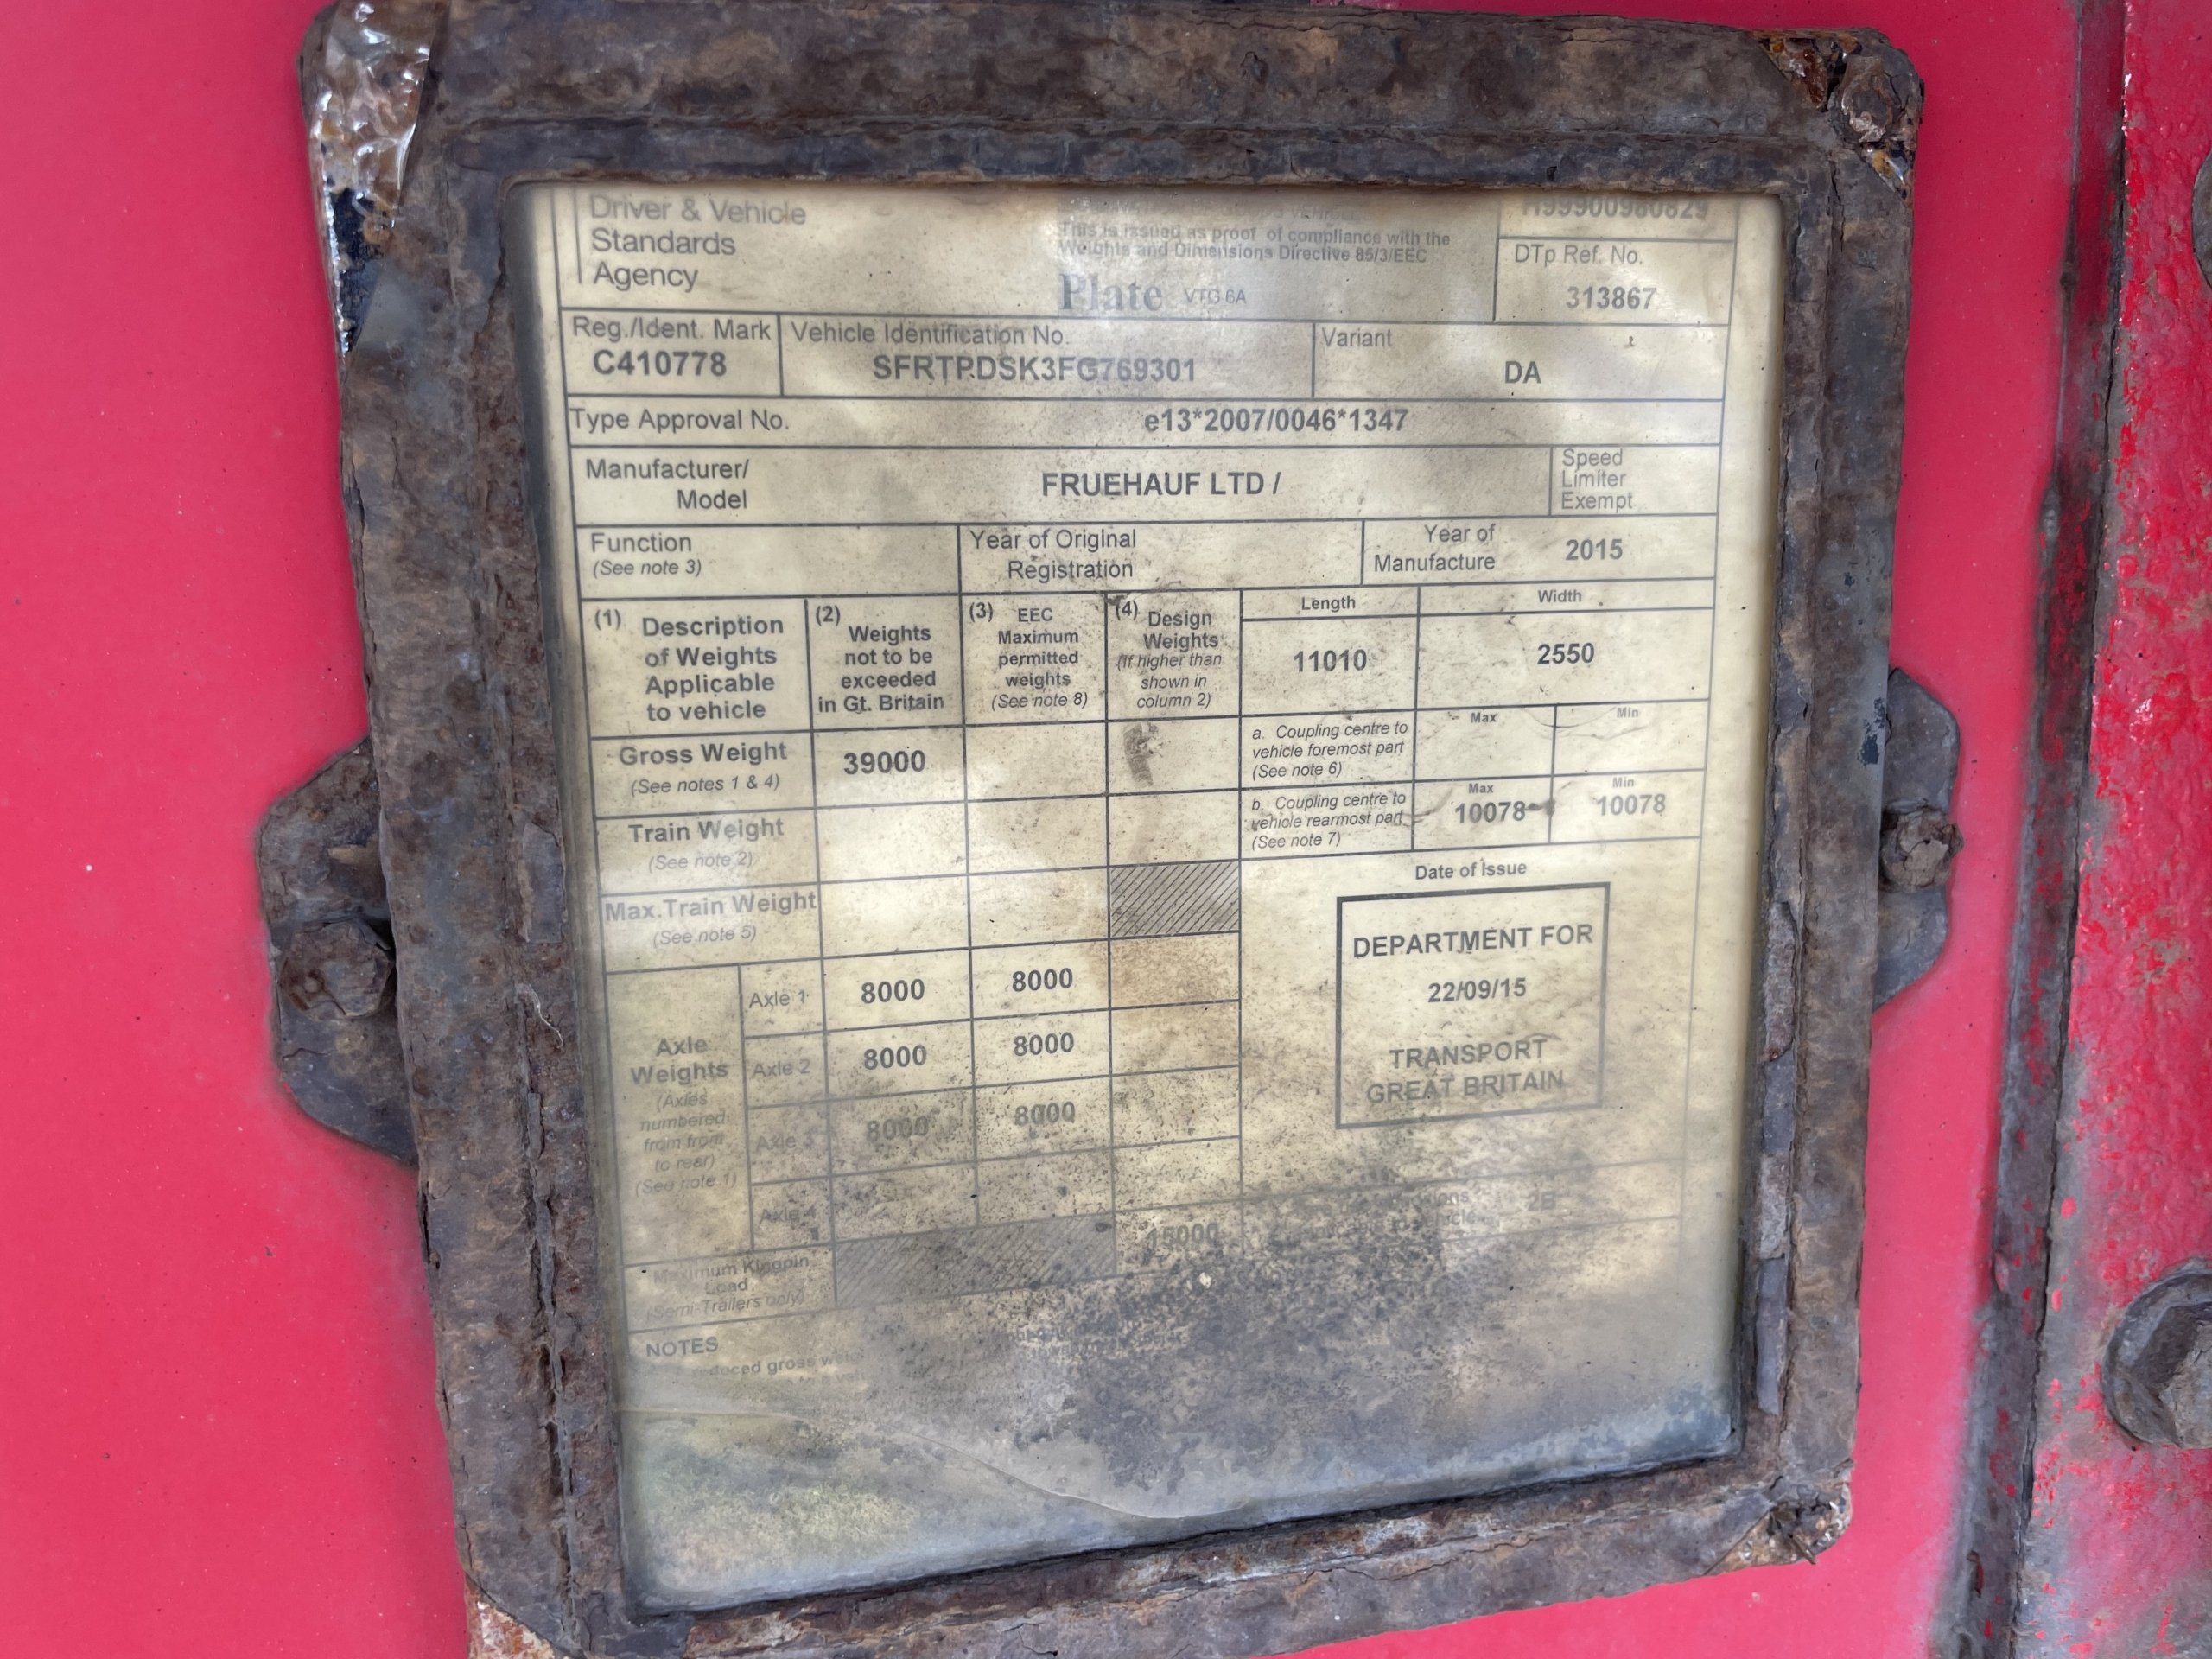 Driver & Vehicle
Standards
Agency
This is issued as proof of compliance with the
Weights and Dimensions Directive 85/3/EEC
Plate VTG 6A
DTp Ref. No.
313867
Reg./Ident. Mark
C410778
Vehicle Identification No.
SFRTPDSK3FG769301
Variant
DA
Type Approval No.
e13*2007/0046*1347
Manufacturer/
Model
FRUEHAUF LTD /
Speed
Limiter
Exempt
Function
(See note 3)
Year of Original
Registration
Year of
Manufacture
2015
(1) Description
of Weights
Applicable
to vehicle
(2) Weights
not to be
exceeded
in Gt. Britain
(3) EEC
Maximum
permitted
weights
(See note 8)
(4) Design
Weights
(If higher than
shown in
column 2)
Length
11010
Width
2550
Gross Weight
(See notes 1 & 4)
39000
a. Coupling centre to
vehicle foremost part
(See note 6)
Max
Min
Train Weight
(See note 2)
b. Coupling centre to
vehicle rearmost part
(See note 7)
Max
10078
Min
10078
Max.Train Weight
(See note 5)
Date of Issue
DEPARTMENT FOR
22/09/15
TRANSPORT
GREAT BRITAIN
Axle
Weights
(Axles
numbered
from front
to rear)
(See note 1)
Axle 1 8000 8000
Axle 2 8000 8000
Axle 3 8000 8000
Axle 4
Maximum Kingpin
Load
(Semi-Trailers only)
15000
2B
NOTES
gross